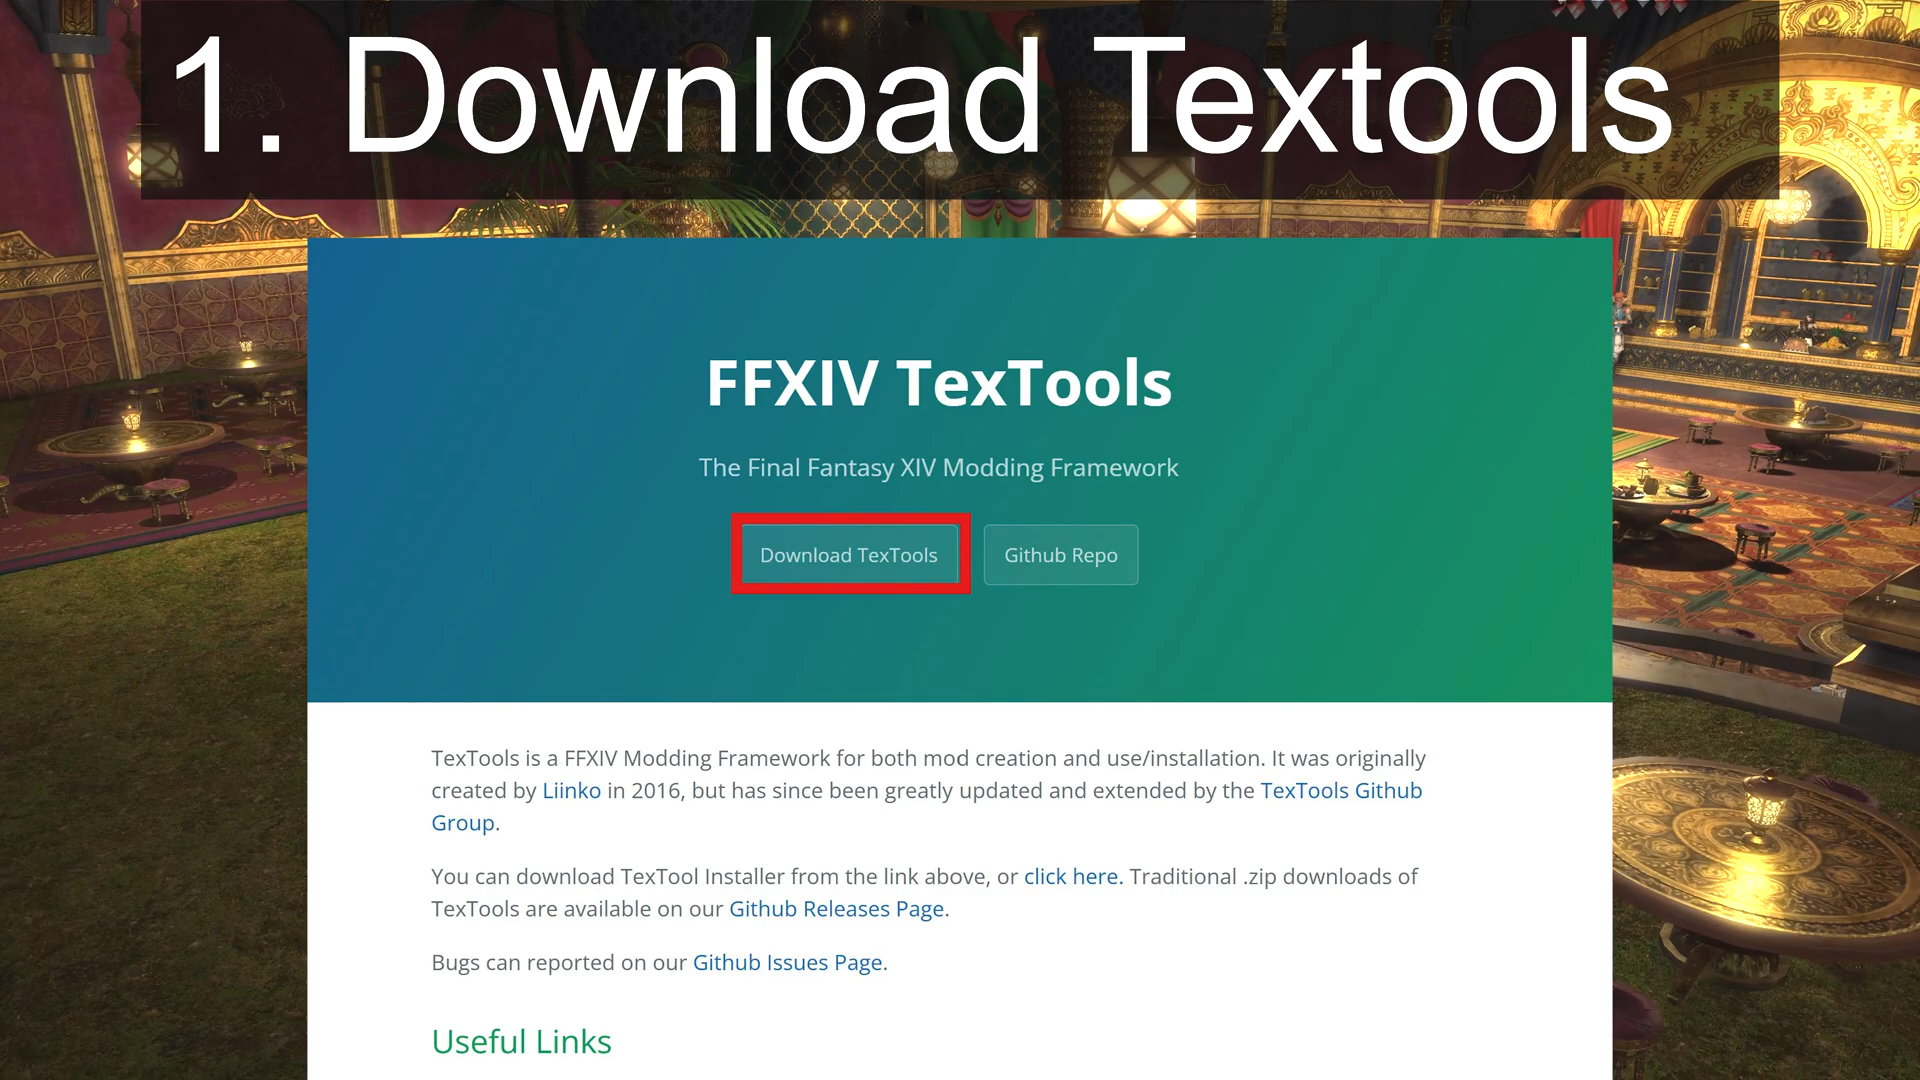 1. Download Textools
FFXIV TexTools
The Final Fantasy XIV Modding Framework
Download TexTools
Github Repo
TexTools is a FFXIV Modding Framework for both mod creation and use/installation. It was originally
created by Liinko in 2016, but has since been greatly updated and extended by the TexTools Github
Group.
You can download TexTool Installer from the link above, or click here. Traditional .zip downloads of
TexTools are available on our Github Releases Page.
Bugs can reported on our Github Issues Page.
Useful Links